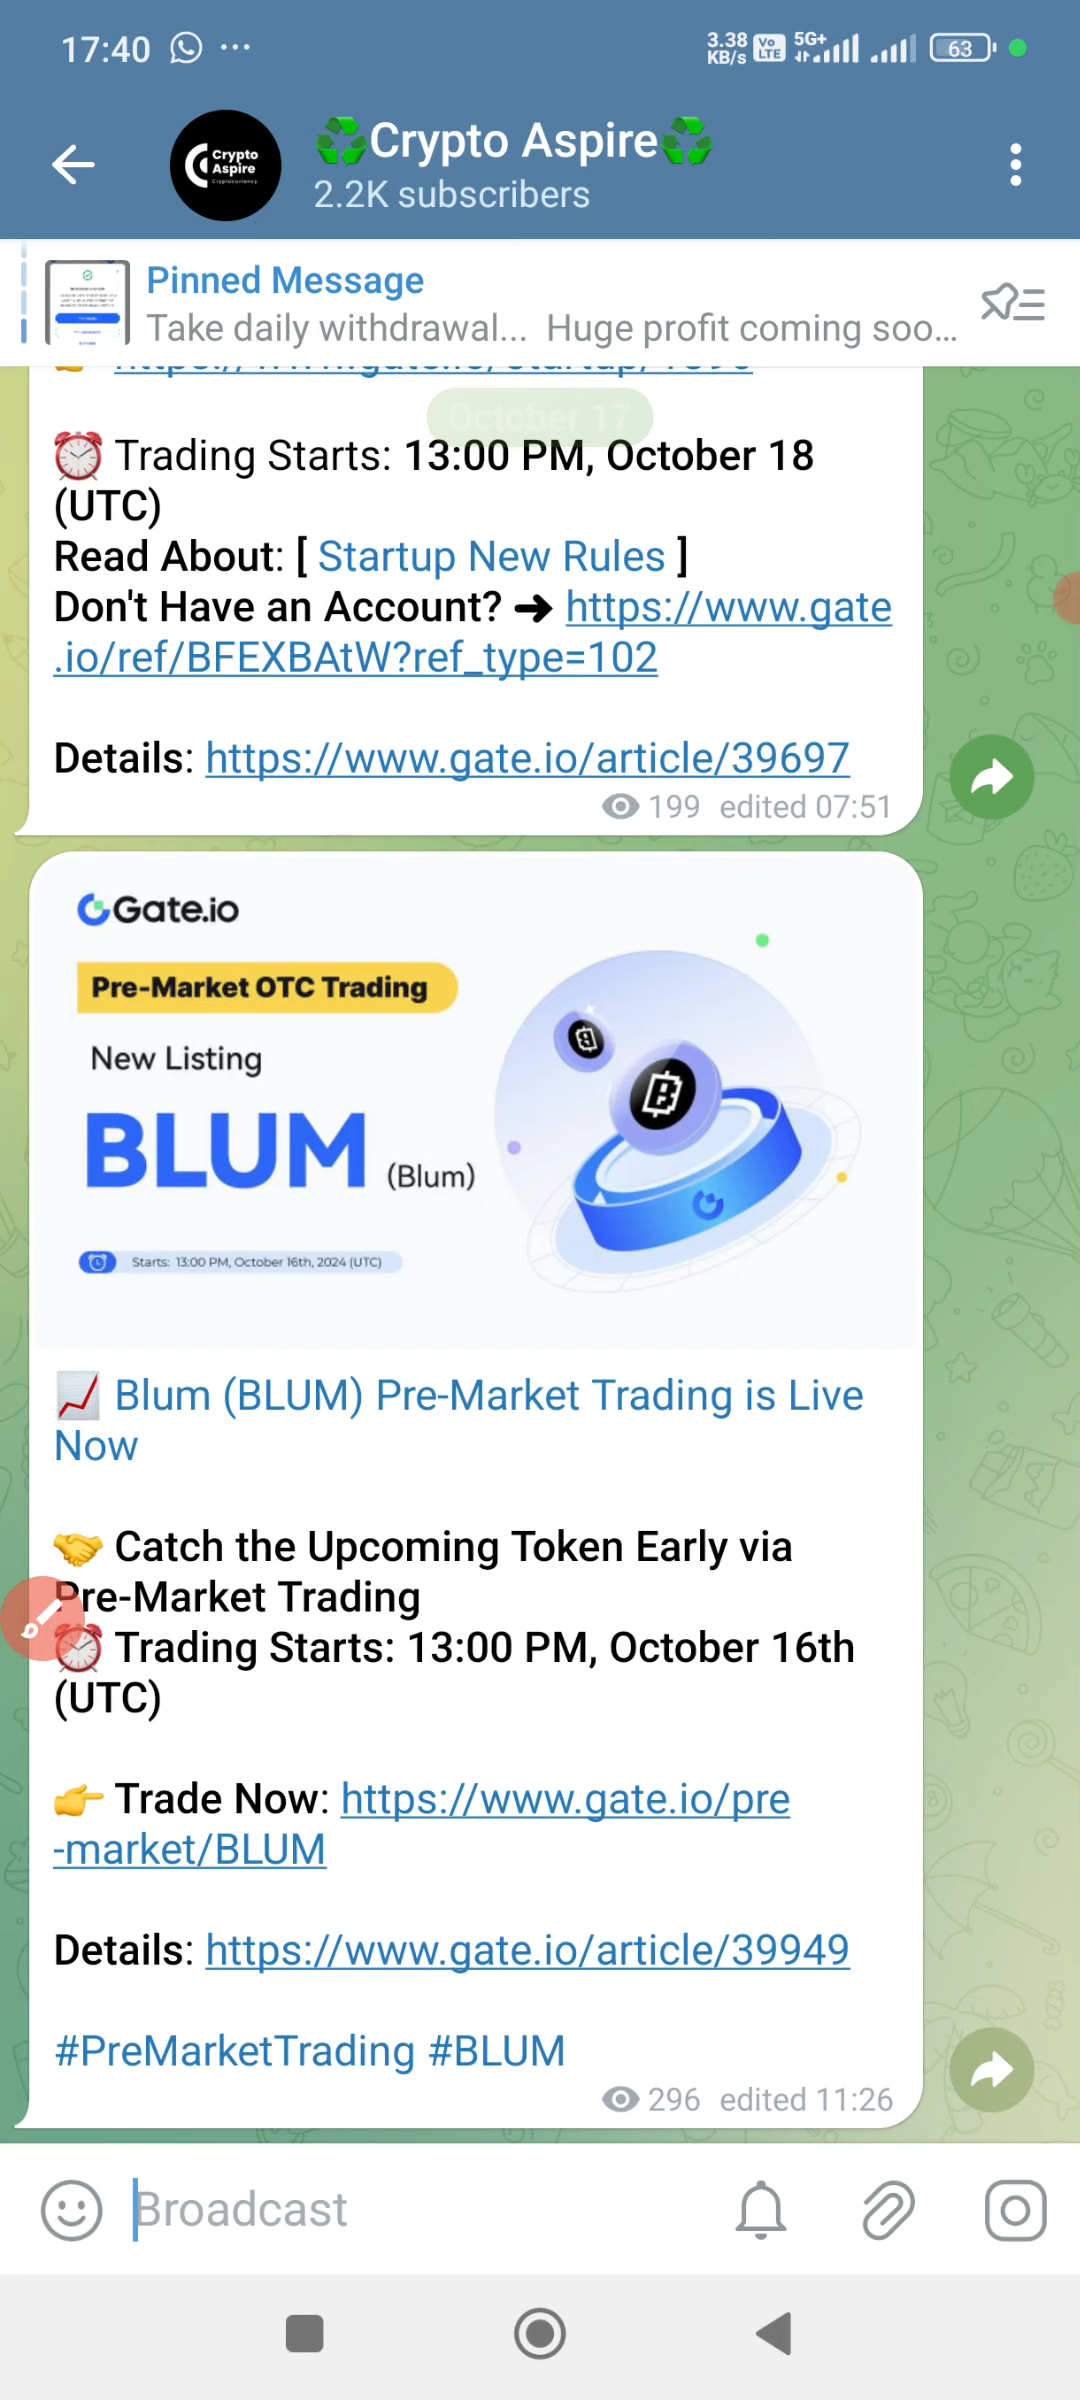 17:40
3.38 KB/s Vo LTE 5G+ 63
Crypto Aspire
Cryptocurrency
♻️Crypto Aspire♻️
2.2K subscribers
Pinned Message
Take daily withdrawal... Huge profit coming soo...
October 17
⏰ Trading Starts: 13:00 PM, October 18
(UTC)
Read About: [ Startup New Rules ]
Don't Have an Account? ➔ https://www.gate
.io/ref/BFEXBAtW?ref_type=102
Details: https://www.gate.io/article/39697
199 edited 07:51
Gate.io
Pre-Market OTC Trading
New Listing
BLUM (Blum)
Starts: 13:00 PM, October 16th, 2024 (UTC)
📈 Blum (BLUM) Pre-Market Trading is Live
Now
🤝 Catch the Upcoming Token Early via
Pre-Market Trading
⏰ Trading Starts: 13:00 PM, October 16th
(UTC)
👉 Trade Now: https://www.gate.io/pre
-market/BLUM
Details: https://www.gate.io/article/39949
#PreMarketTrading #BLUM
296 edited 11:26
Broadcast